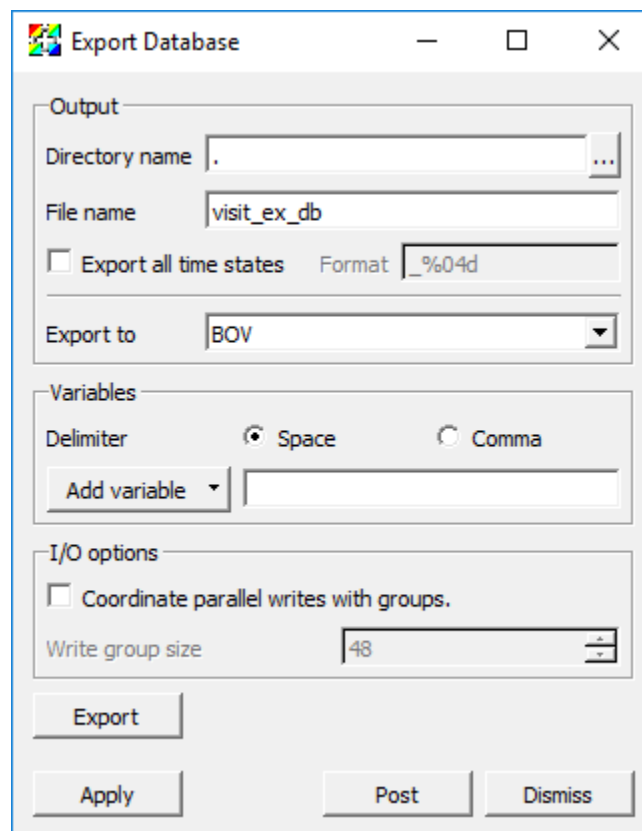 Export Database
Output
Directory name .
...
File name visit_ex_db
Export all time states Format _%04d
Export to BOV
Variables
Delimiter Space Comma
Add variable
I/O options
Coordinate parallel writes with groups.
Write group size 48
Export
Apply Post Dismiss